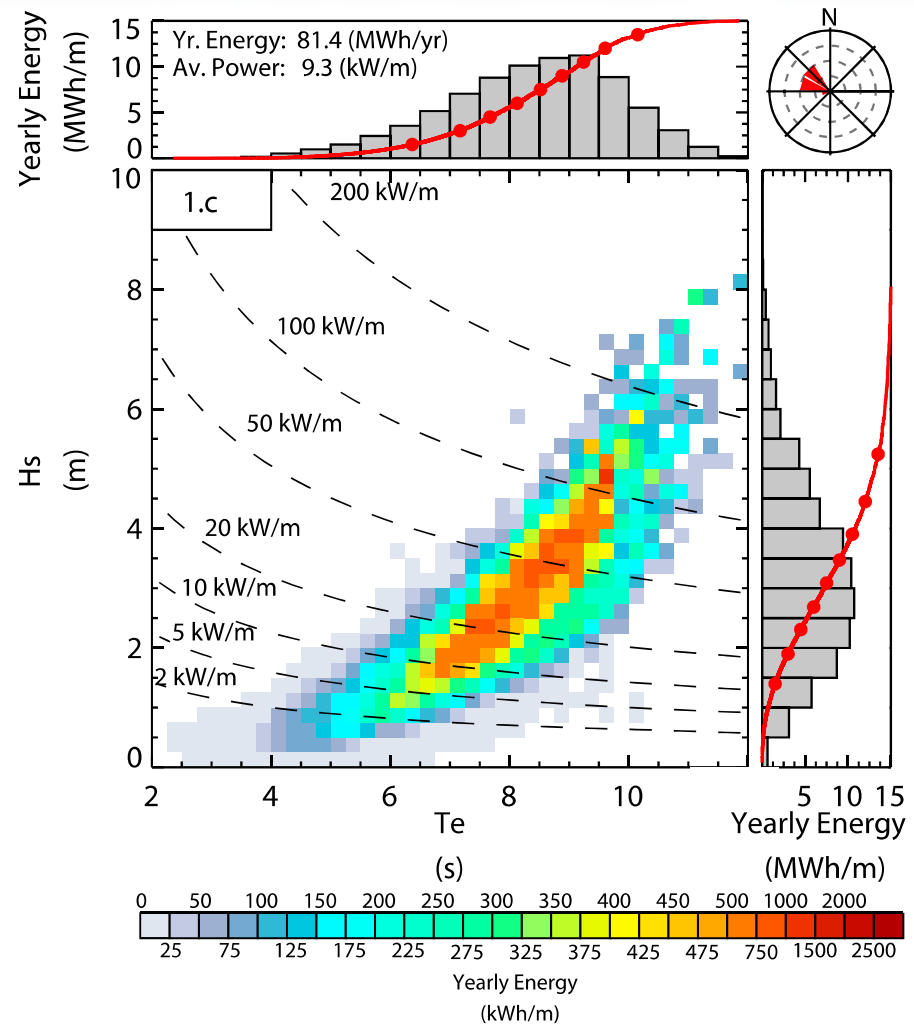 Yearly Energy
(MWh/m)
15
10
5
0
Yr. Energy: 81.4 (MWh/yr)
Av. Power: 9.3 (kW/m)
N
10
8
6
4
2
0
Hs
(m)
1.c
200 kW/m
100 kW/m
50 kW/m
20 kW/m
10 kW/m
5 kW/m
2 kW/m
2 4 6 8 10
Te
(s)
5 10 15
Yearly Energy
(MWh/m)
0 50 100 150 200 250 300 350 400 450 500 1000 2000
25 75 125 175 225 275 325 375 425 475 750 1500 2500
Yearly Energy
(kWh/m)